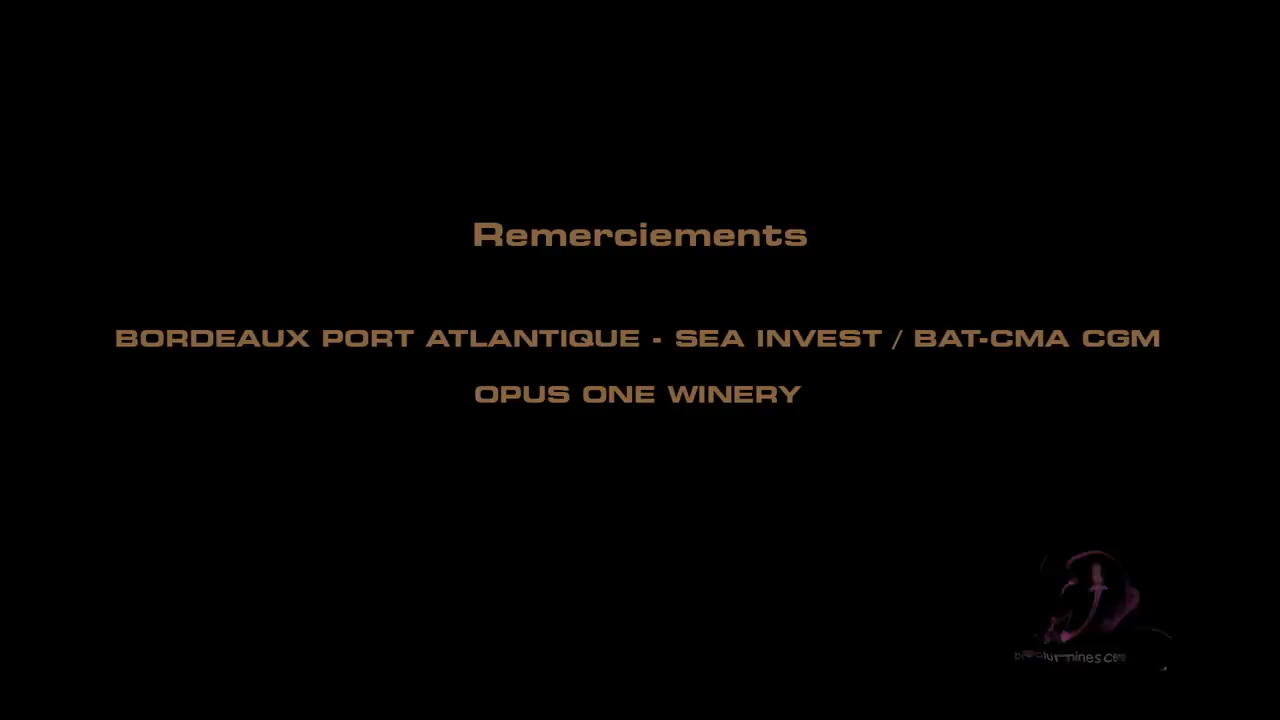 Remerciements
BORDEAUX PORT ATLANTIQUE - SEA INVEST / BAT-CMA CGM
OPUS ONE WINERY